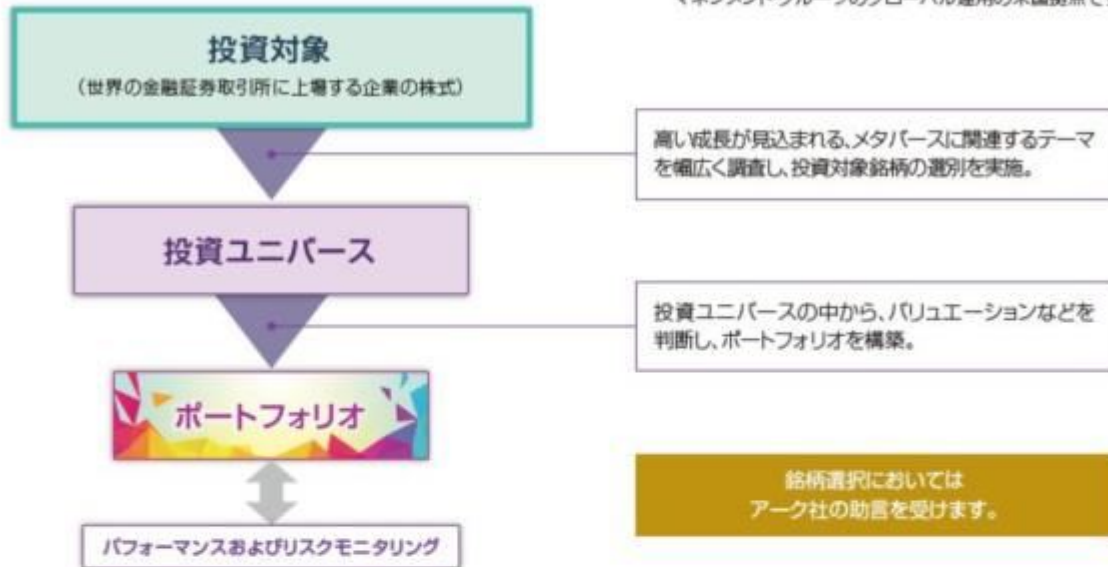 投資対象
（世界の金融証券取引所に上場する企業の株式）
高い成長が見込まれる、メタバースに関連するテーマ
を幅広く調査し、投資対象銘柄の選別を実施。
投資ユニバース
投資ユニバースの中から、バリュエーションなどを
判断し、ポートフォリオを構築。
ポートフォリオ
銘柄選択においては
アーク社の助言を受けます。
パフォーマンスおよびリスクモニタリング